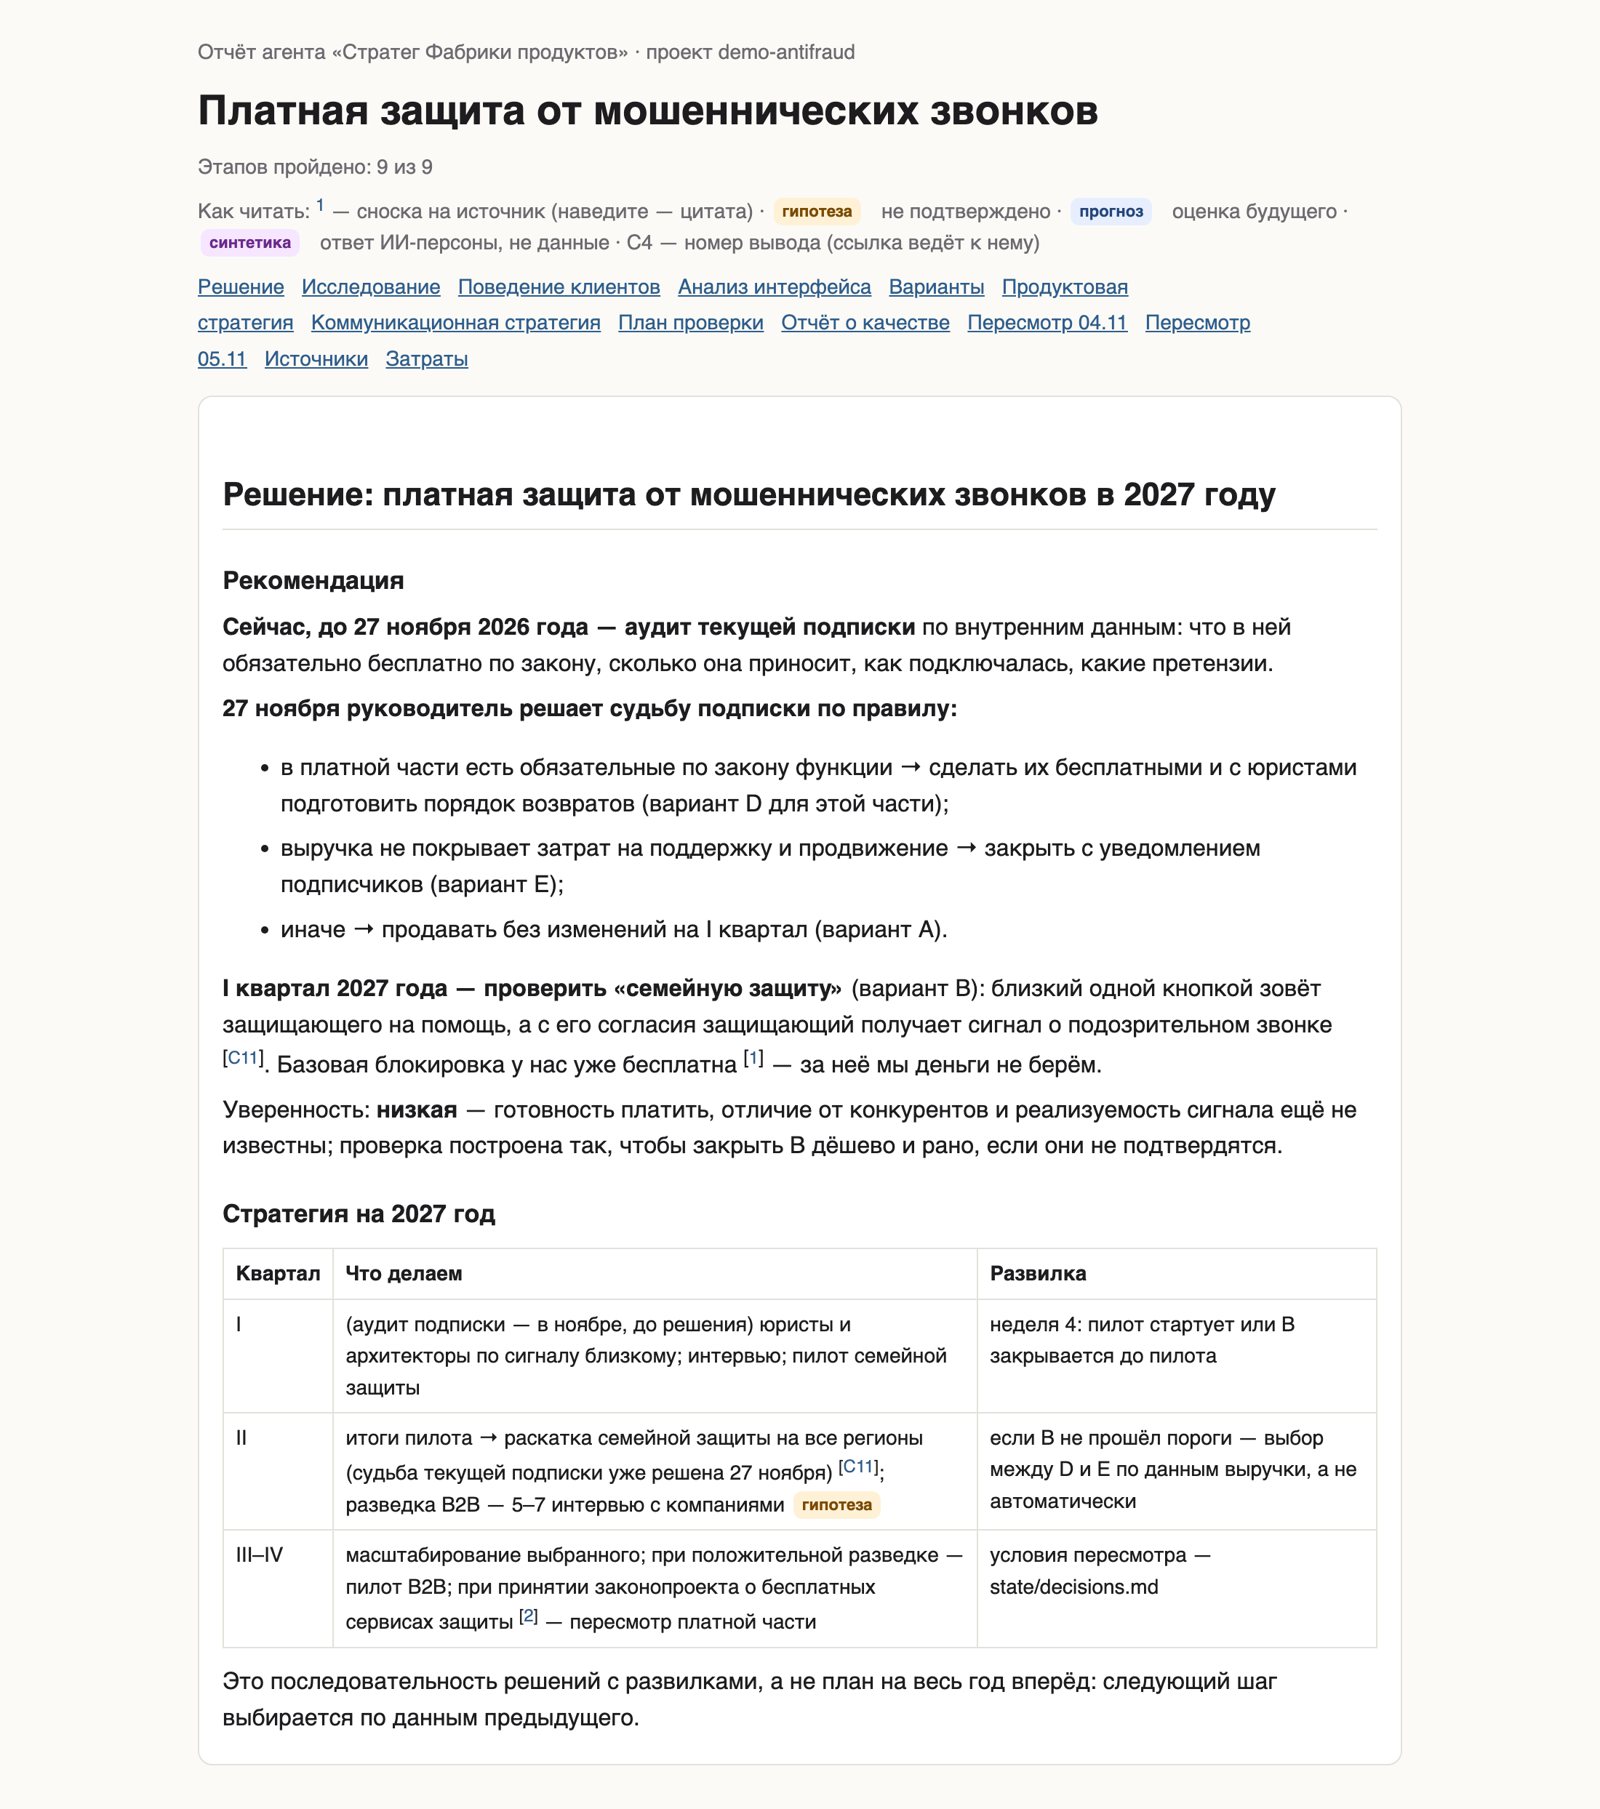 Отчёт агента «Стратег Фабрики продуктов» · проект demo-antifraud
Платная защита от мошеннических звонков
Этапов пройдено: 9 из 9
Как читать: 1 — сноска на источник (наведите — цитата) · гипотеза не подтверждено · прогноз оценка будущего ·
синтетика ответ ИИ-персоны, не данные · C4 — номер вывода (ссылка ведёт к нему)
Решение Исследование Поведение клиентов Анализ интерфейса Варианты Продуктовая
стратегия Коммуникационная стратегия План проверки Отчёт о качестве Пересмотр 04.11 Пересмотр
05.11 Источники Затраты
Решение: платная защита от мошеннических звонков в 2027 году
Рекомендация
Сейчас, до 27 ноября 2026 года — аудит текущей подписки по внутренним данным: что в ней
обязательно бесплатно по закону, сколько она приносит, как подключалась, какие претензии.
27 ноября руководитель решает судьбу подписки по правилу:
• в платной части есть обязательные по закону функции → сделать их бесплатными и с юристами
подготовить порядок возвратов (вариант D для этой части);
• выручка не покрывает затрат на поддержку и продвижение → закрыть с уведомлением
подписчиков (вариант E);
• иначе → продавать без изменений на I квартал (вариант A).
I квартал 2027 года — проверить «семейную защиту» (вариант B): близкий одной кнопкой зовёт
защищающего на помощь, а с его согласия защищающий получает сигнал о подозрительном звонке
[C11]. Базовая блокировка у нас уже бесплатна [1] — за неё мы деньги не берём.
Уверенность: низкая — готовность платить, отличие от конкурентов и реализуемость сигнала ещё не
известны; проверка построена так, чтобы закрыть B дёшево и рано, если они не подтвердятся.
Стратегия на 2027 год
Квартал Что делаем Развилка
I (аудит подписки — в ноябре, до решения) юристы и
архитекторы по сигналу близкому; интервью; пилот семейной
защиты
неделя 4: пилот стартует или B
закрывается до пилота
II итоги пилота → раскатка семейной защиты на все регионы
(судьба текущей подписки уже решена 27 ноября) [C11];
разведка B2B — 5–7 интервью с компаниями гипотеза
если B не прошёл пороги — выбор
между D и E по данным выручки, а не
автоматически
III–IV масштабирование выбранного; при положительной разведке —
пилот B2B; при принятии законопроекта о бесплатных
сервисах защиты [2] — пересмотр платной части
условия пересмотра —
state/decisions.md
Это последовательность решений с развилками, а не план на весь год вперёд: следующий шаг
выбирается по данным предыдущего.